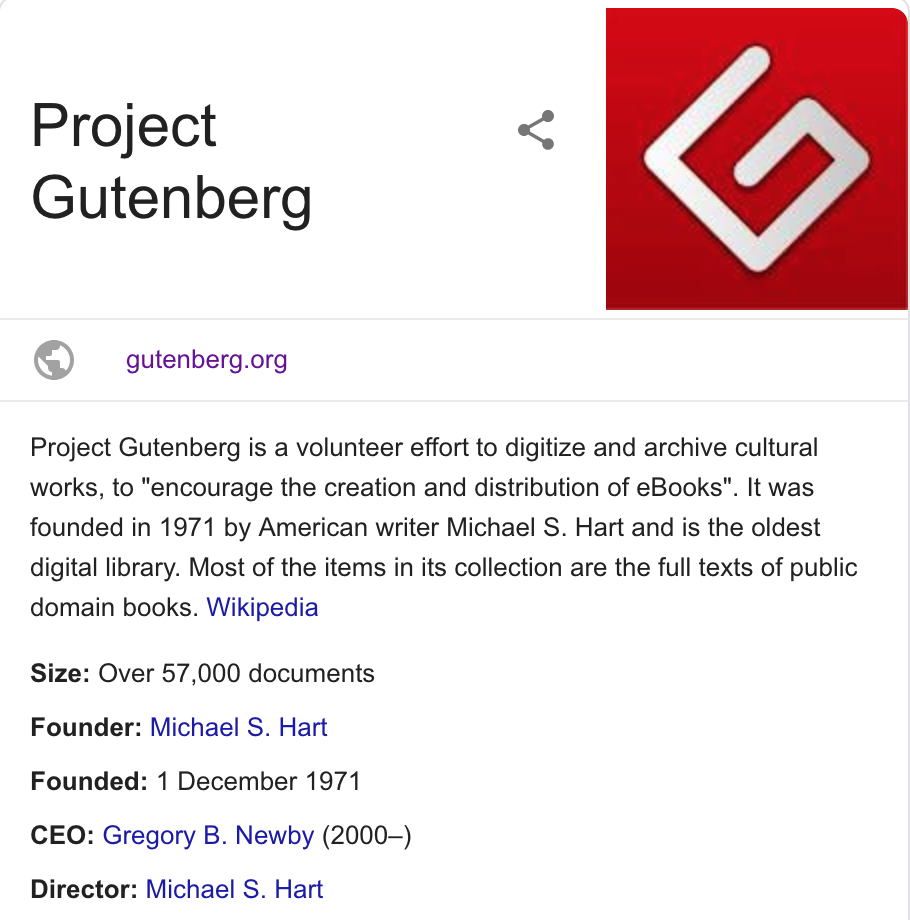 Project
Gutenberg
gutenberg.org
Project Gutenberg is a volunteer effort to digitize and archive cultural
works, to "encourage the creation and distribution of eBooks". It was
founded in 1971 by American writer Michael S. Hart and is the oldest
digital library. Most of the items in its collection are the full texts of public
domain books. Wikipedia
Size: Over 57,000 documents
Founder: Michael S. Hart
Founded: 1 December 1971
CEO: Gregory B. Newby (2000–)
Director: Michael S. Hart